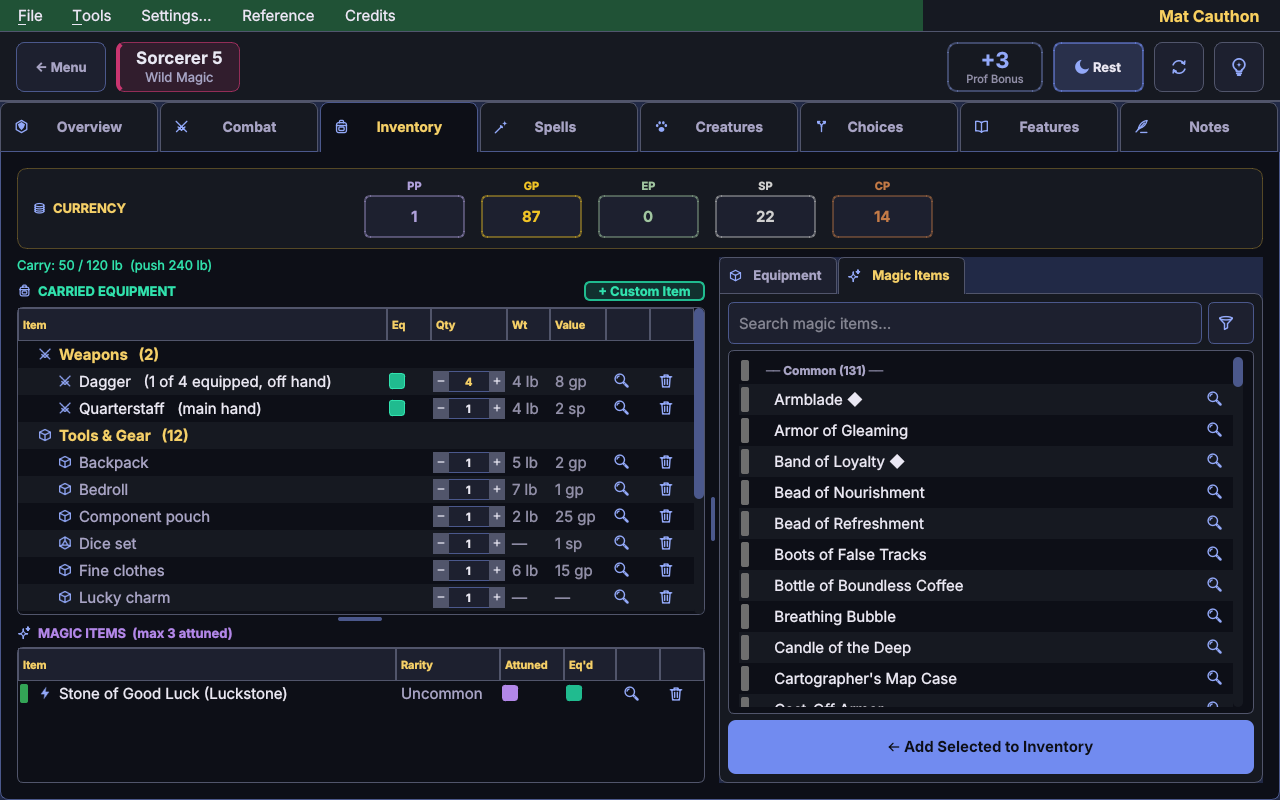 File Tools Settings... Reference Credits Mat Cauthon
← Menu Sorcerer 5 +3 Rest
Wild Magic Prof Bonus
Overview Combat Inventory Spells Creatures Choices Features Notes
PP GP EP SP CP
CURRENCY 1 87 0 22 14
Carry: 50 / 120 lb (push 240 lb)
CARRIED EQUIPMENT + Custom Item
Item Eq Qty Wt Value
Weapons (2)
Dagger (1 of 4 equipped, off hand) − 4 + 4 lb 8 gp
Quarterstaff (main hand) − 1 + 4 lb 2 sp
Tools & Gear (12)
Backpack − 1 + 5 lb 2 gp
Bedroll − 1 + 7 lb 1 gp
Component pouch − 1 + 2 lb 25 gp
Dice set − 1 + — 1 sp
Fine clothes − 1 + 6 lb 15 gp
Lucky charm − 1 + — —
MAGIC ITEMS (max 3 attuned)
Item Rarity Attuned Eq'd
Stone of Good Luck (Luckstone) Uncommon
Equipment Magic Items
Search magic items...
— Common (131) —
Armblade ◆
Armor of Gleaming
Band of Loyalty ◆
Bead of Nourishment
Bead of Refreshment
Boots of False Tracks
Bottle of Boundless Coffee
Breathing Bubble
Candle of the Deep
Cartographer's Map Case
← Add Selected to Inventory